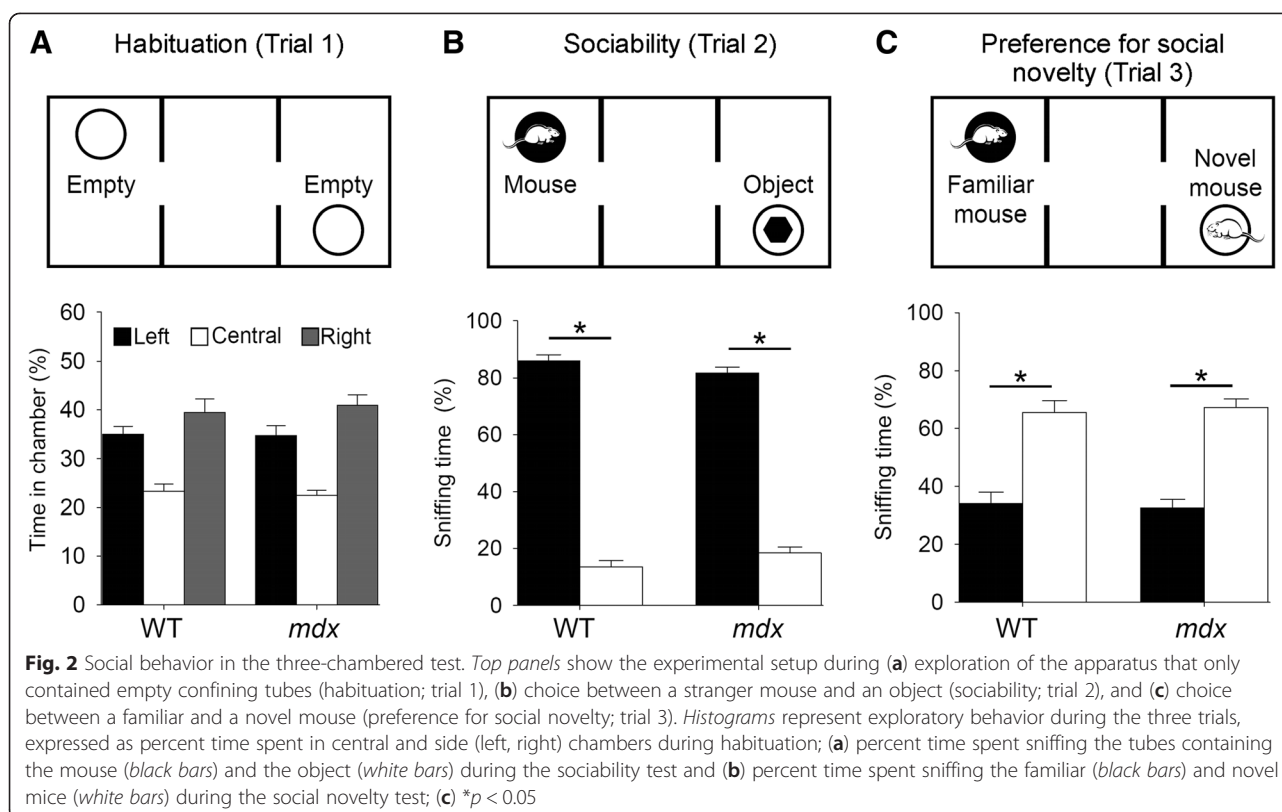 A Habituation (Trial 1)
Empty
Empty
60
50
40
30
20
10
0
Time in chamber (%)
Left Central Right
WT mdx
B Sociability (Trial 2)
Mouse
Object
100
80
60
40
20
0
Sniffing time (%)
* *
WT mdx
C Preference for social
novelty (Trial 3)
Familiar
mouse
Novel
mouse
100
80
60
40
20
0
Sniffing time (%)
* *
WT mdx
Fig. 2 Social behavior in the three-chambered test. Top panels show the experimental setup during (a) exploration of the apparatus that only
contained empty confining tubes (habituation; trial 1), (b) choice between a stranger mouse and an object (sociability; trial 2), and (c) choice
between a familiar and a novel mouse (preference for social novelty; trial 3). Histograms represent exploratory behavior during the three trials,
expressed as percent time spent in central and side (left, right) chambers during habituation; (a) percent time spent sniffing the tubes containing
the mouse (black bars) and the object (white bars) during the sociability test and (b) percent time spent sniffing the familiar (black bars) and novel
mice (white bars) during the social novelty test; (c) *p < 0.05